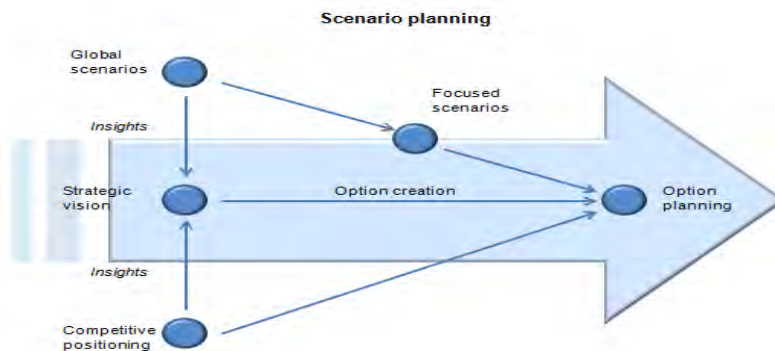 Scenario planning
Global
scenarios
Focused
scenarios
Insights
Strategic
vision
Option creation
Option
planning
Insights
Competitive
positioning